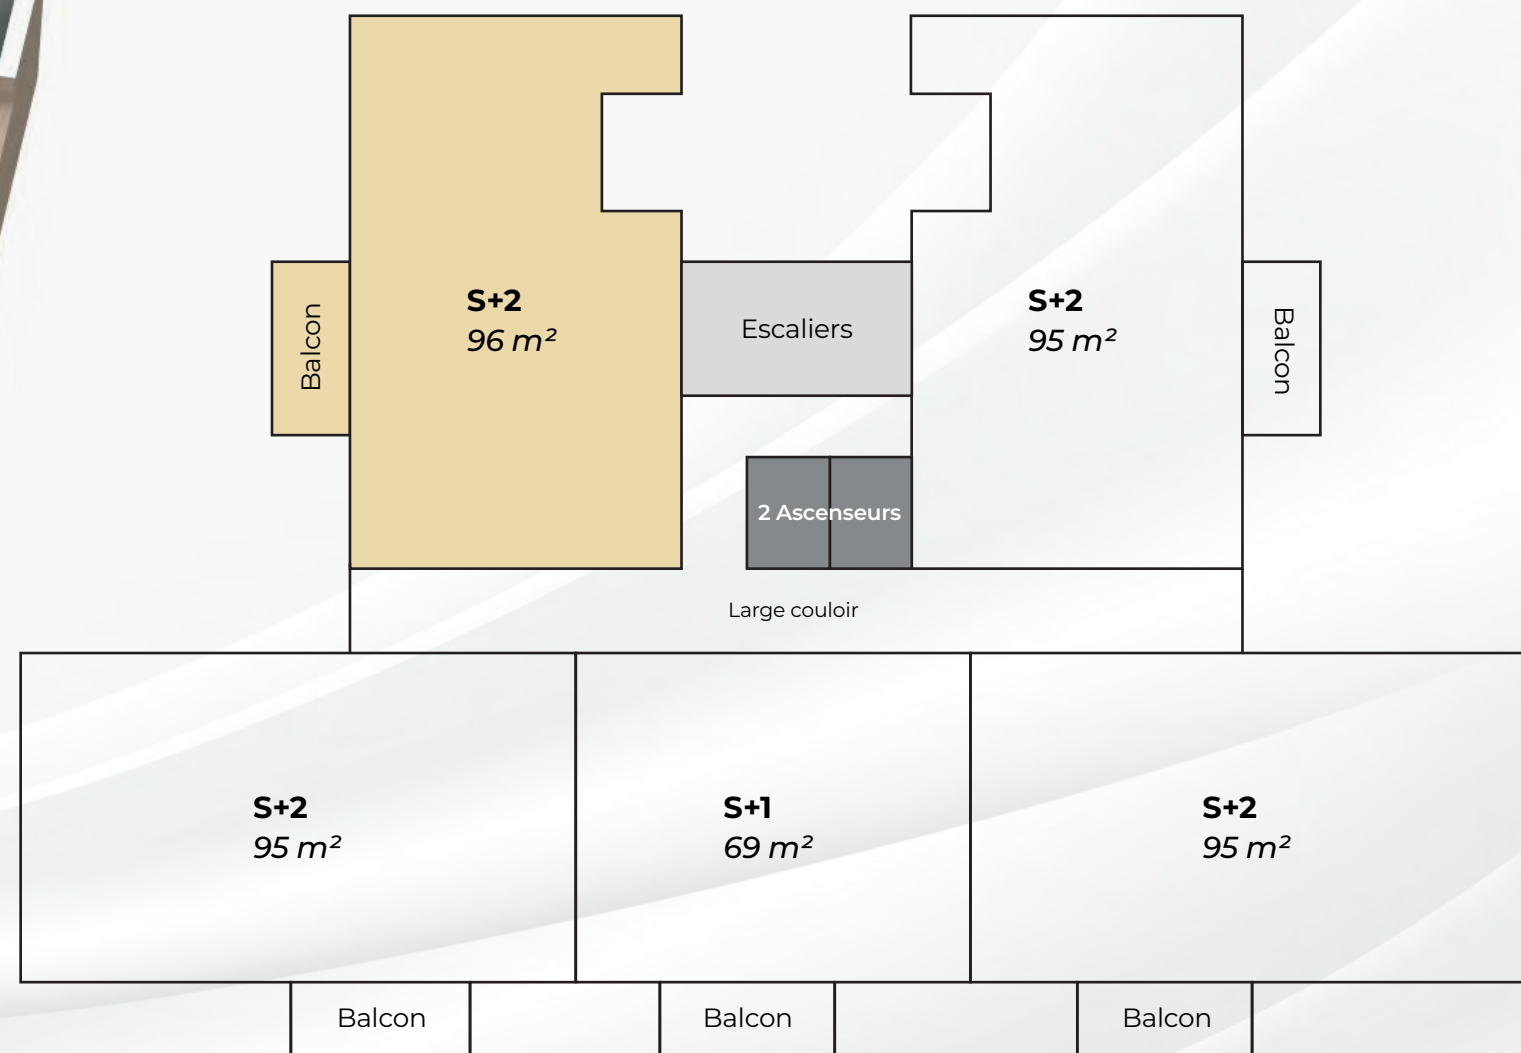 S+2
96 m²
Balcon
Escaliers
S+2
95 m²
Balcon
2 Ascenseurs
Large couloir
S+2
95 m²
S+1
69 m²
S+2
95 m²
Balcon
Balcon
Balcon